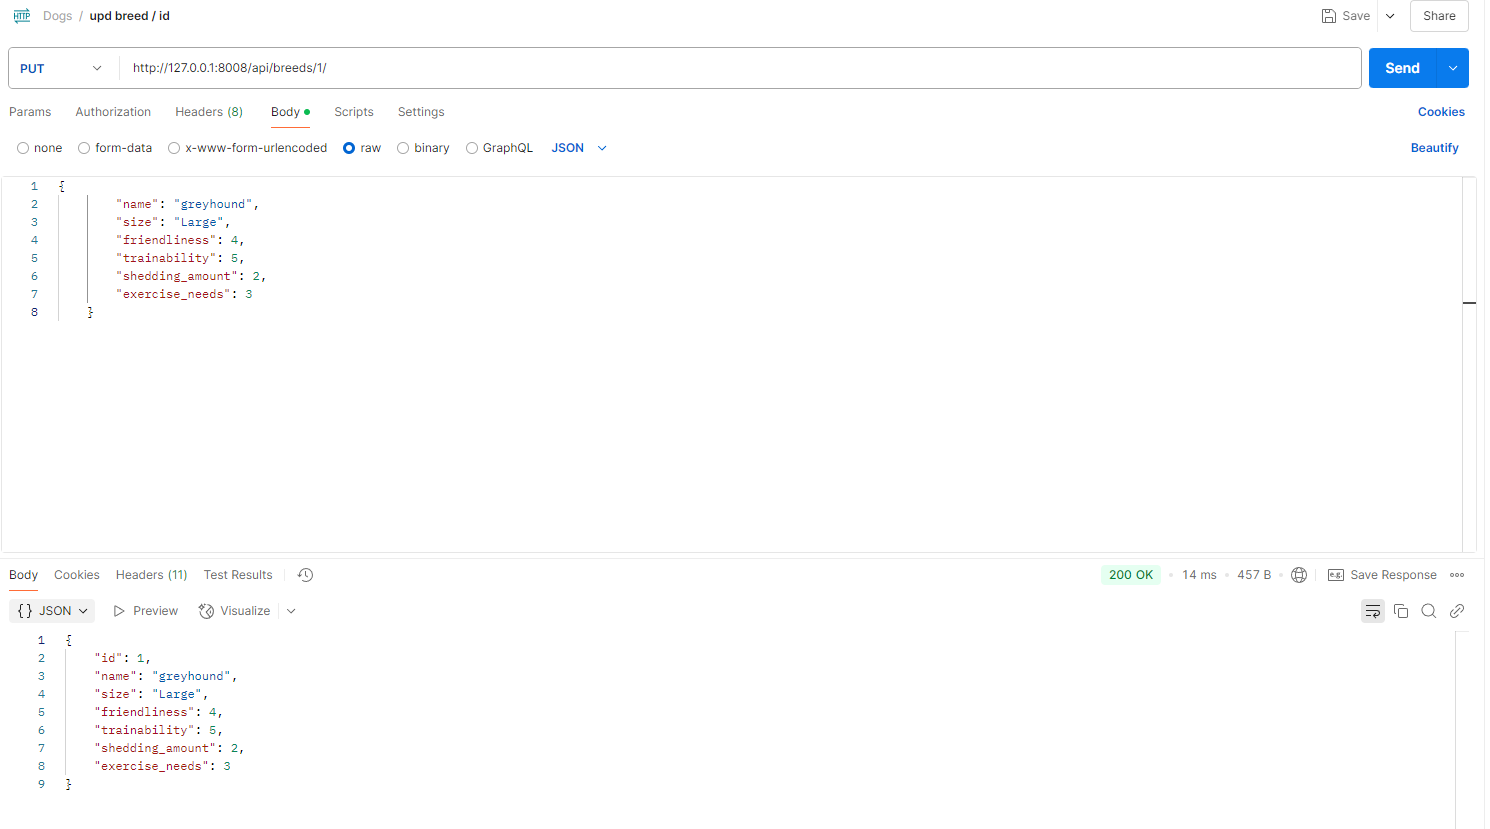 HTTP Dogs / upd breed / id Save Share
PUT http://127.0.0.1:8008/api/breeds/1/ Send
Params Authorization Headers (8) Body Scripts Settings Cookies
none form-data x-www-form-urlencoded raw binary GraphQL JSON Beautify
1 {
2 "name": "greyhound",
3 "size": "Large",
4 "friendliness": 4,
5 "trainability": 5,
6 "shedding_amount": 2,
7 "exercise_needs": 3
8 }
Body Cookies Headers (11) Test Results 200 OK • 14 ms • 457 B • e.g. Save Response
{} JSON Preview Visualize
1 {
2 "id": 1,
3 "name": "greyhound",
4 "size": "Large",
5 "friendliness": 4,
6 "trainability": 5,
7 "shedding_amount": 2,
8 "exercise_needs": 3
9 }